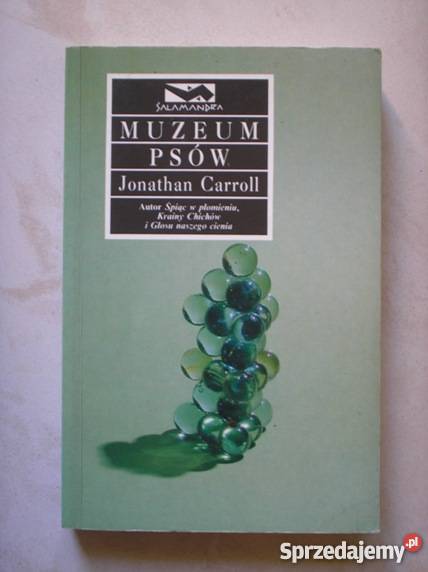 SALAMANDRA
MUZEUM
PSÓW
Jonathan Carroll
Autor Śpiąc w płomieniu,
Krainy Chichów
i Głosu naszego cienia
Sprzedajemy.pl